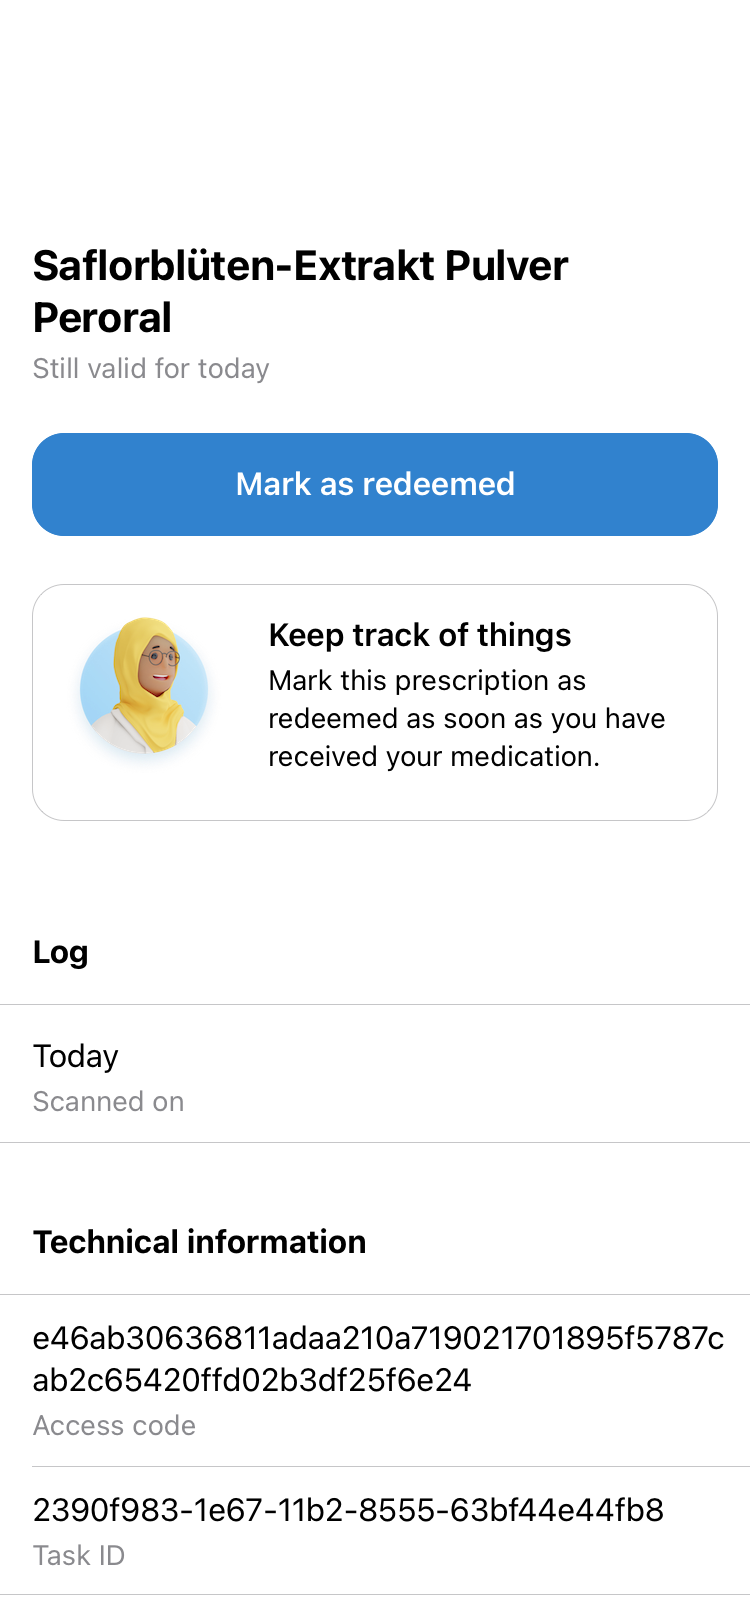 Saflorblüten-Extrakt Pulver
Peroral
Still valid for today
Mark as redeemed
Keep track of things
Mark this prescription as
redeemed as soon as you have
received your medication.
Log
Today
Scanned on
Technical information
e46ab30636811adaa210a719021701895f5787c
ab2c65420ffd02b3df25f6e24
Access code
2390f983-1e67-11b2-8555-63bf44e44fb8
Task ID